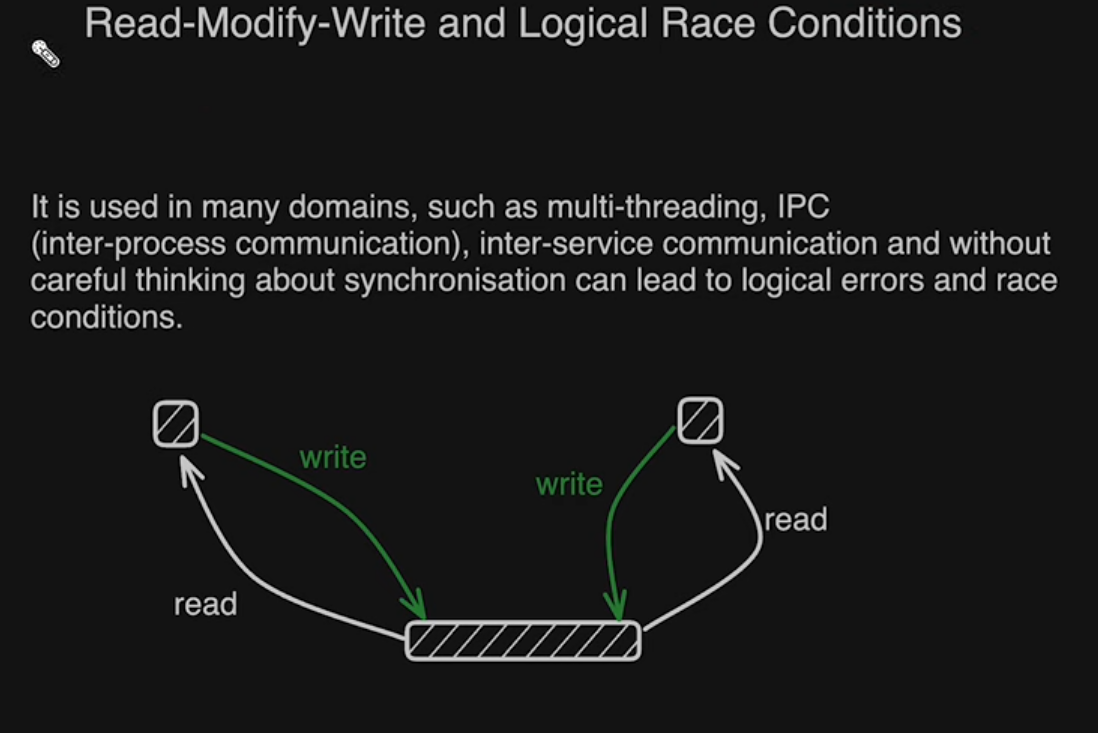 Read-Modify-Write and Logical Race Conditions
It is used in many domains, such as multi-threading, IPC
(inter-process communication), inter-service communication and without
careful thinking about synchronisation can lead to logical errors and race
conditions.
write
write
read
read